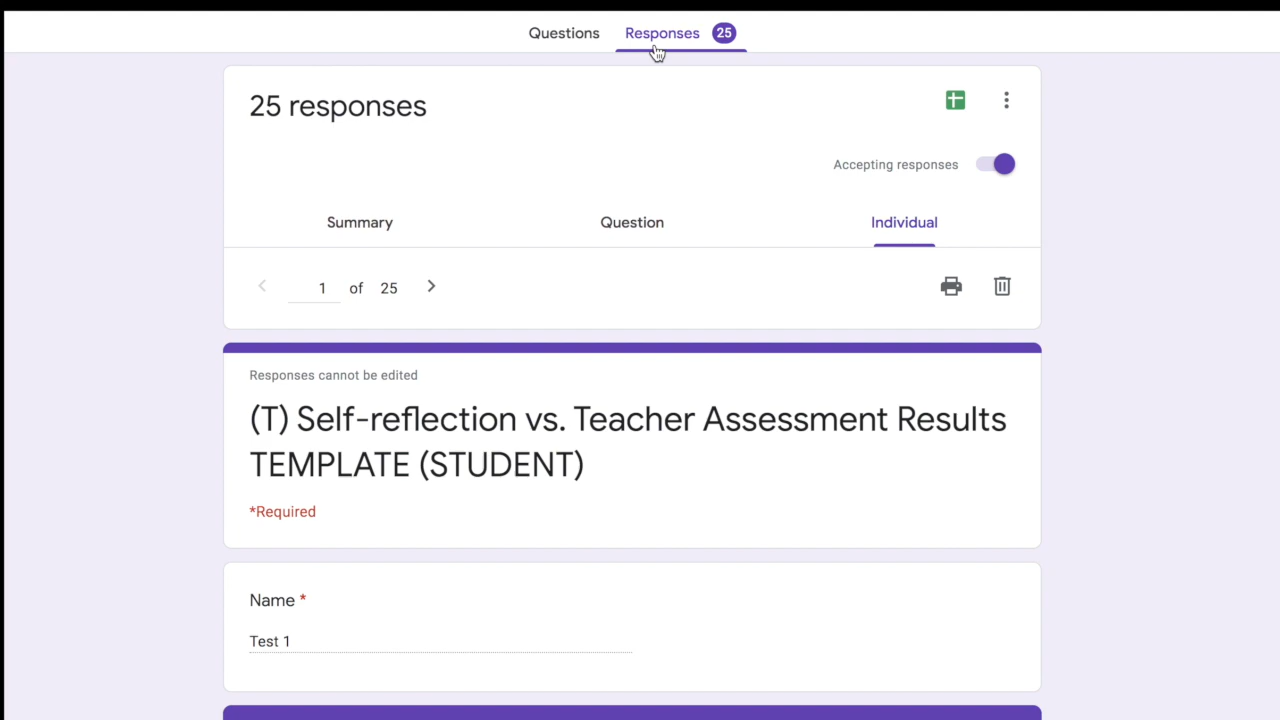 Questions Responses 25
25 responses
Accepting responses
Summary Question Individual
1 of 25
Responses cannot be edited
(T) Self-reflection vs. Teacher Assessment Results
TEMPLATE (STUDENT)
*Required
Name *
Test 1